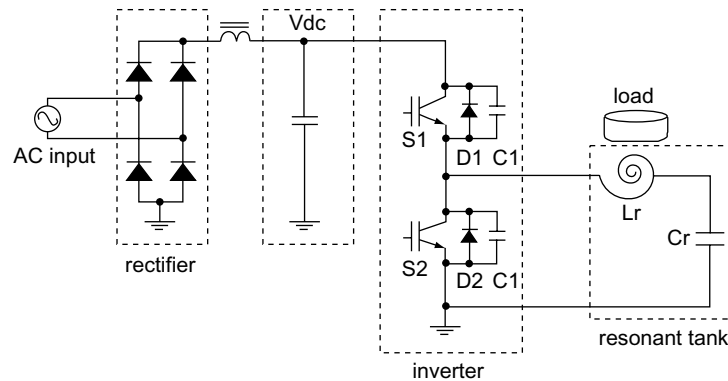 Vdc
load
S1
AC input
D1
C1
Lr
Cr
S2
rectifier
D2
C1
resonant tank
inverter